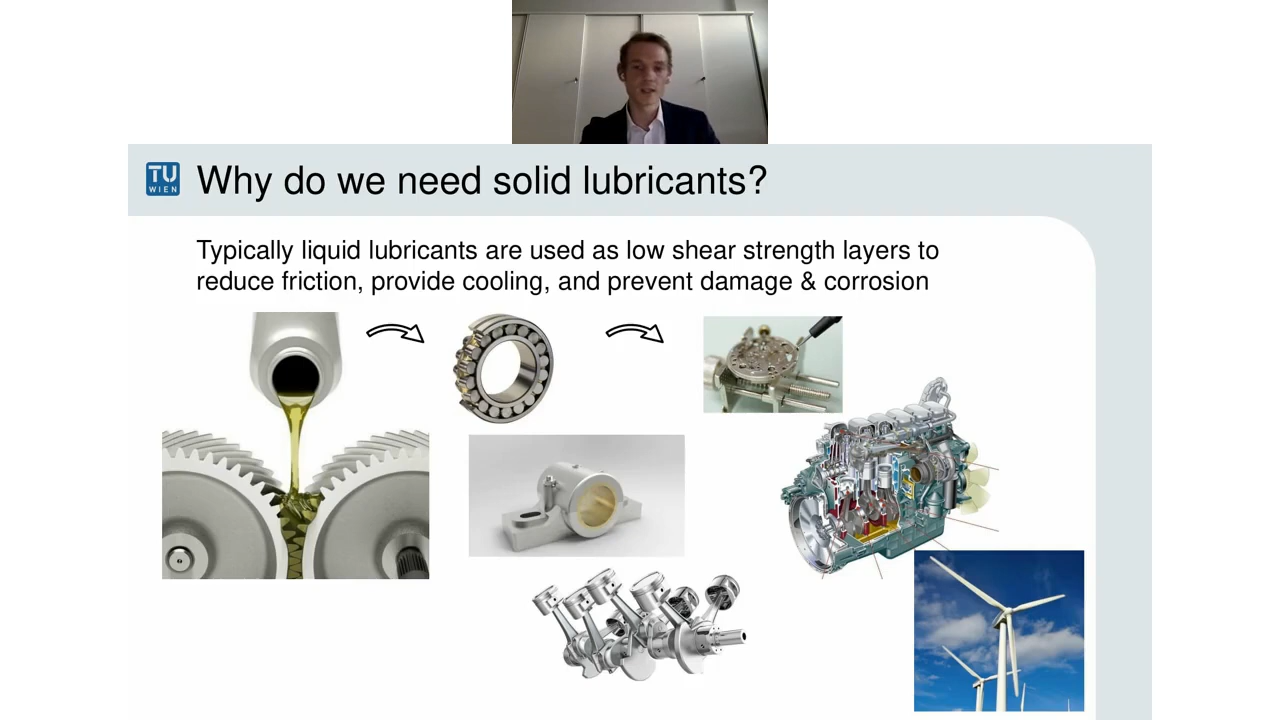 TU
WIEN
Why do we need solid lubricants?
Typically liquid lubricants are used as low shear strength layers to
reduce friction, provide cooling, and prevent damage & corrosion